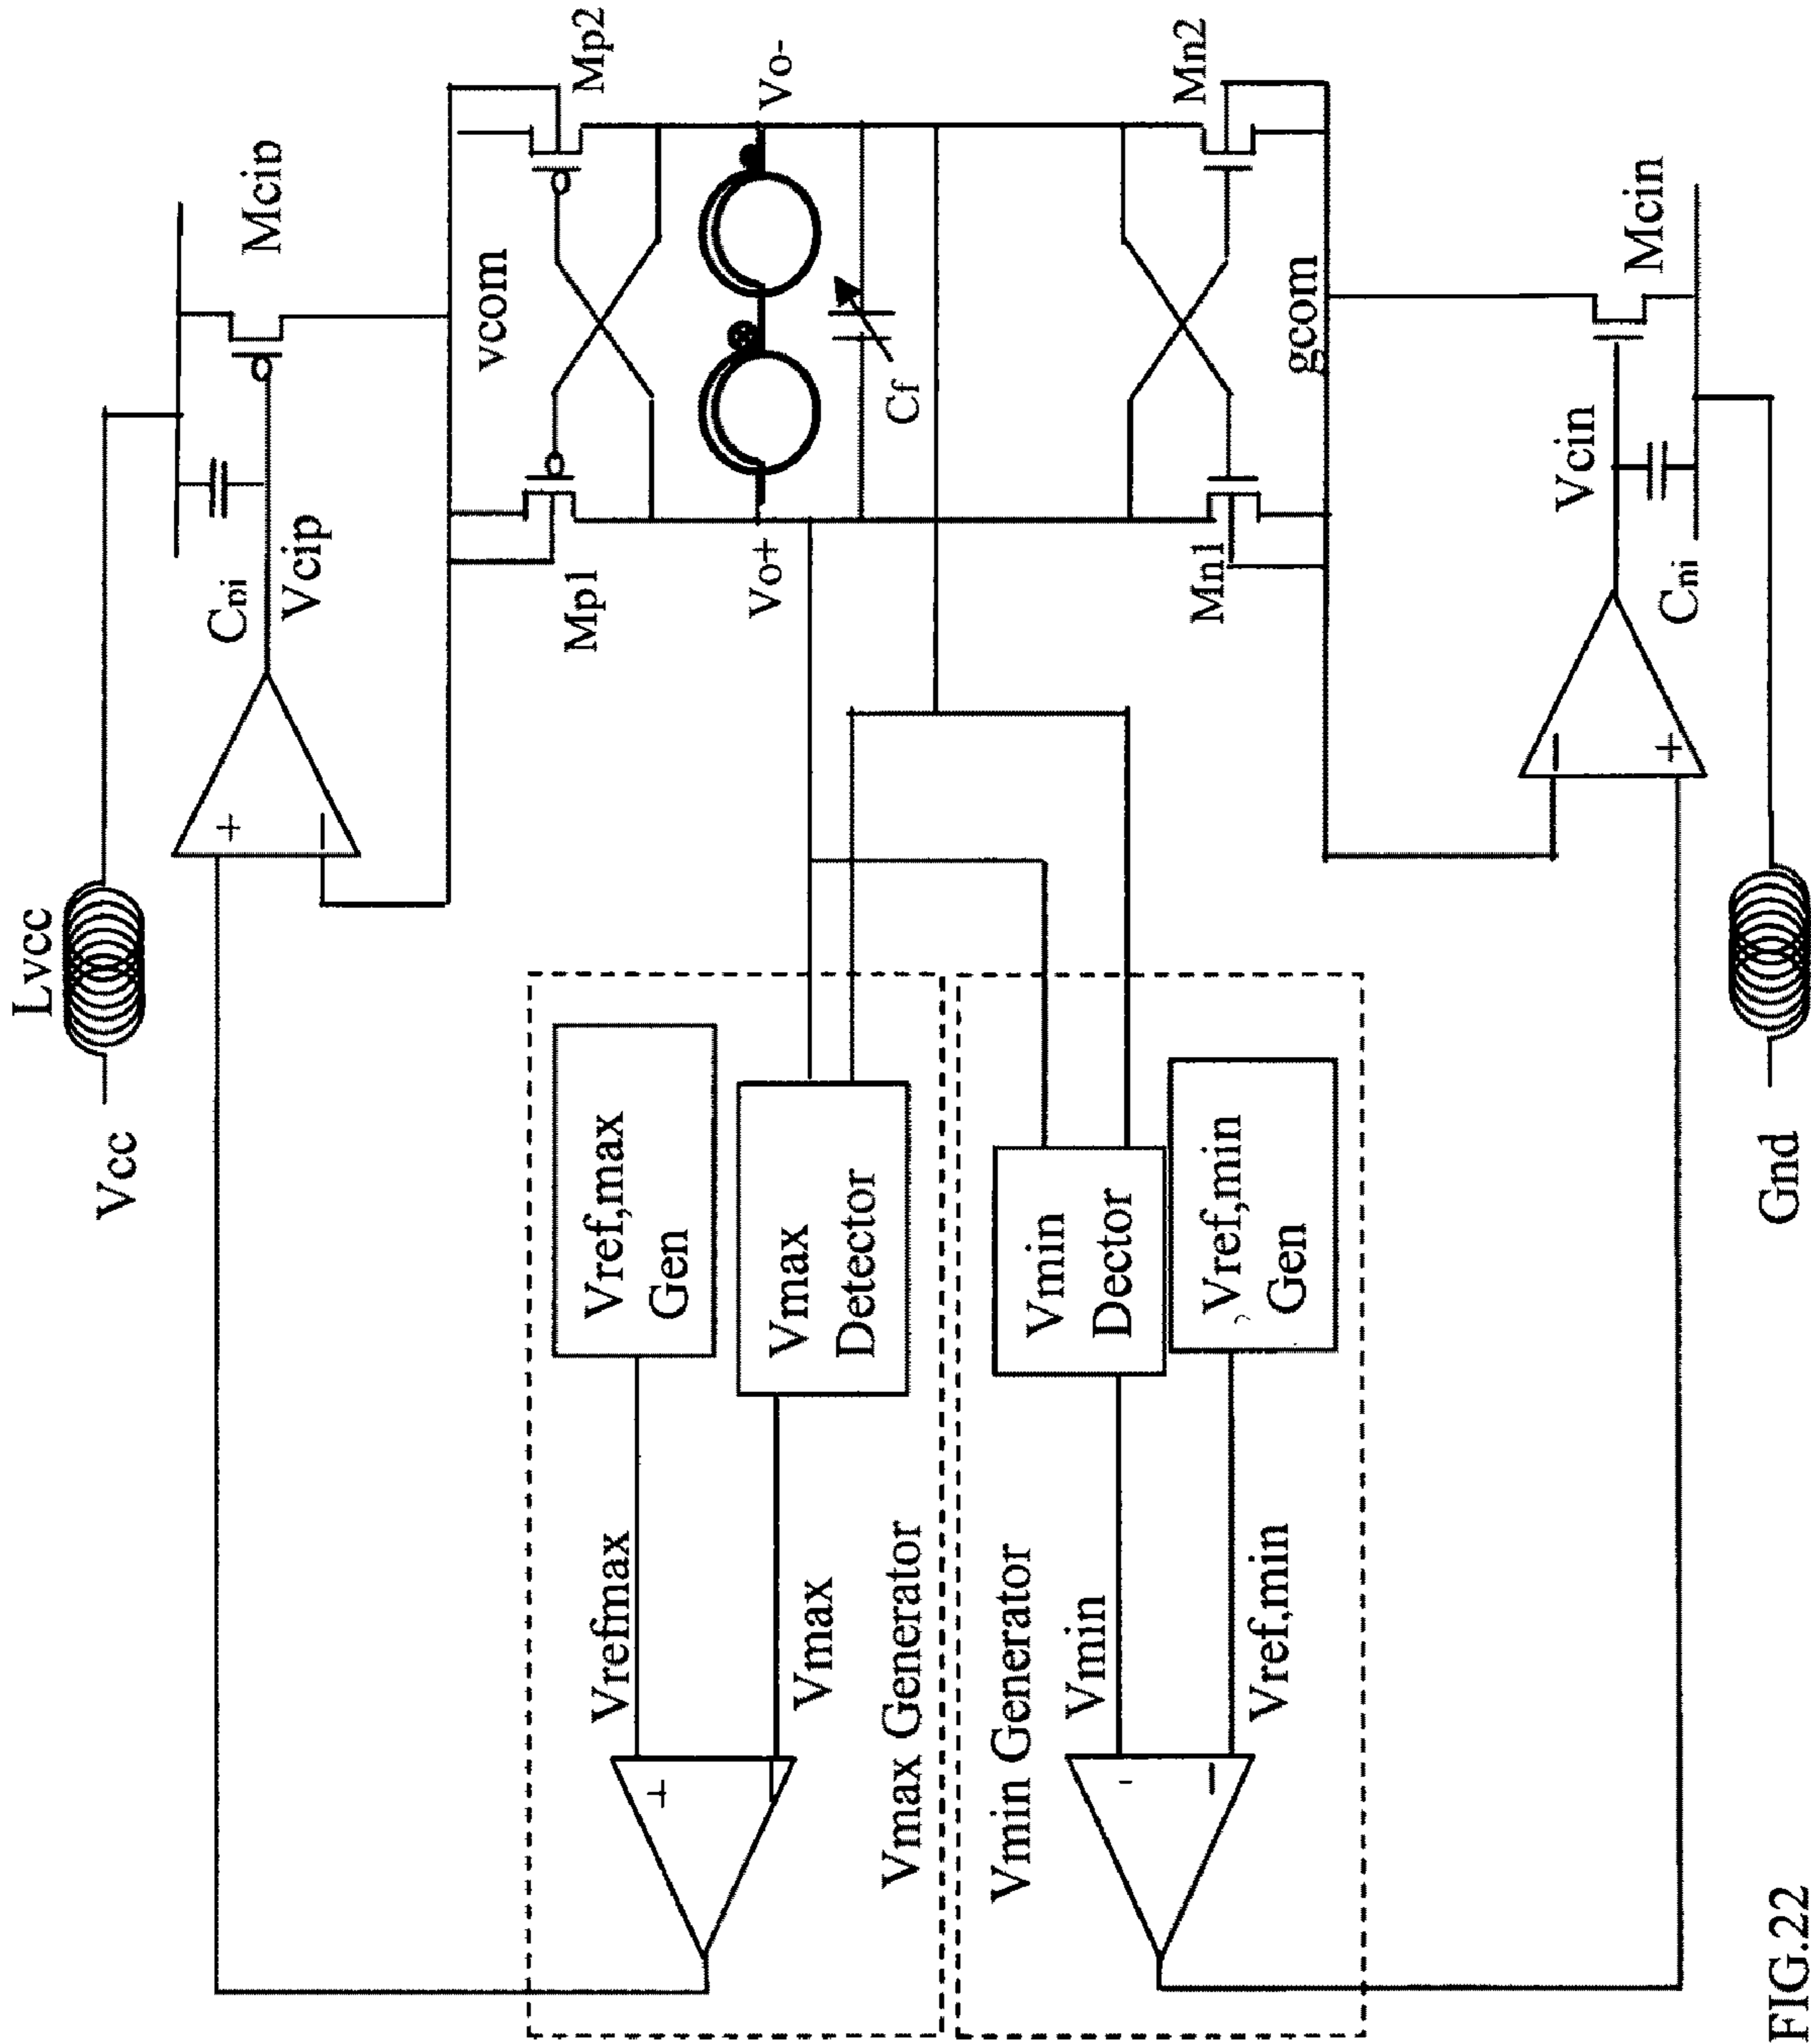 Lvcc
Vcc
+
−
Cni
Vcip
Mcip
vcom
Mp1
Mp2
Vo+
Vo-
Cf
Vref,max
Gen
Vmax
Detector
Vrefmax
Vmax
+
−
Vmax Generator
Vmin
Dector
Vref,min
Gen
Vmin
Vref,min
-
−
Vmin Generator
Mn1
Mn2
gcom
−
+
Vcin
Cni
Mcin
Gnd
FIG.22